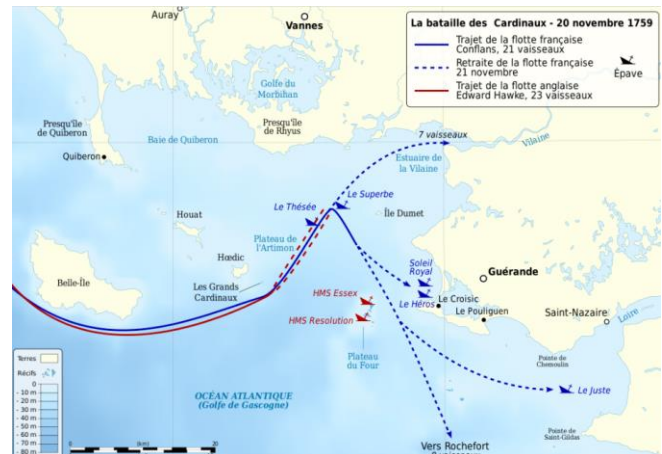 La bataille des Cardinaux - 20 novembre 1759
Trajet de la flotte française
Conflans, 21 vaisseaux
Retraite de la flotte française
21 novembre
Trajet de la flotte anglaise
Edward Hawke, 23 vaisseaux
Épave
Auray
Vannes
Golfe du
Morbihan
Presqu'île
de Quiberon
Presqu'île
de Rhyus
Baie de Quiberon
Quiberon
7 vaisseaux
Vilaine
Estuaire de
la Vilaine
Le Superbe
Le Thésée
Île Dumet
Houat
Plateau de
l'Artimon
Hœdic
Belle-Île
Les Grands
Cardinaux
Soleil
Royal
Guérande
HMS Essex
Le Héros
Le Croisic
HMS Resolution
Le Pouliguen
Saint-Nazaire
Loire
Plateau
du Four
Pointe de
Chemoulin
Terres
Récifs
0
- 10 m
- 20 m
- 30 m
- 40 m
- 50 m
- 60 m
- 70 m
- 80 m
OCÉAN ATLANTIQUE
(Golfe de Gascogne)
Le Juste
Pointe de
Saint-Gildas
0
(km)
20
Vers Rochefort